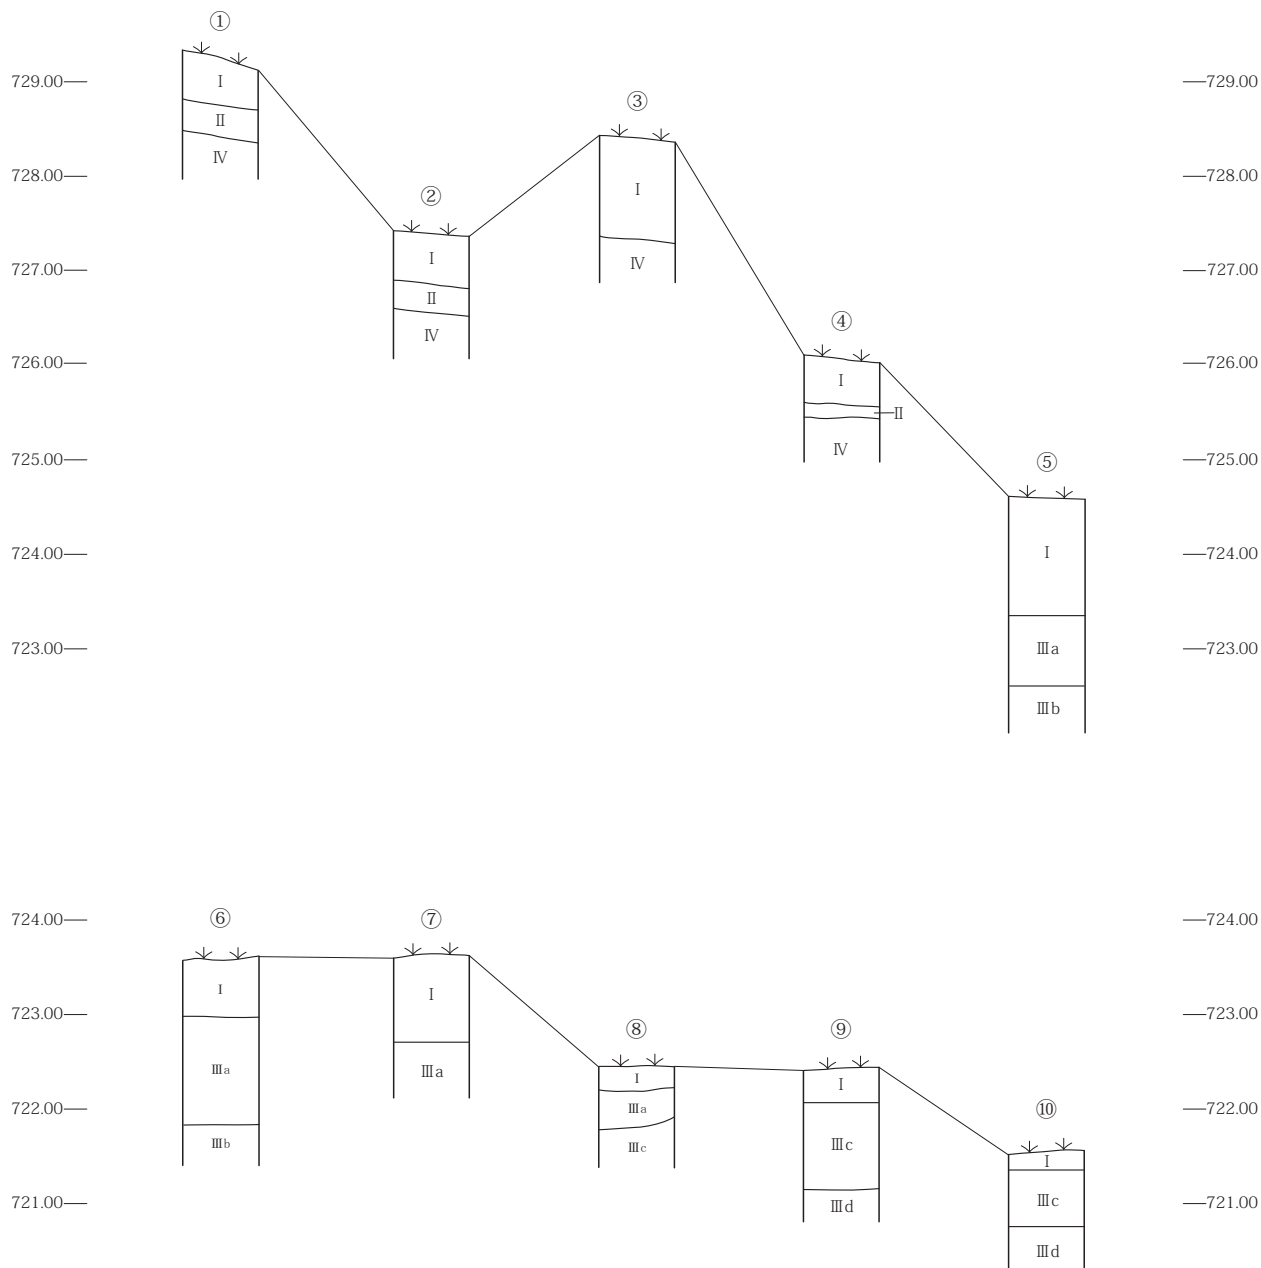 ①
729.00 729.00
I
③
II
IV
728.00 728.00
②
I
727.00 727.00
I
IV
II
④
IV
726.00 726.00
I
II
IV
725.00 725.00
⑤
724.00 I 724.00
723.00 Ⅲa 723.00
Ⅲb
⑥ ⑦
724.00 724.00
I I
723.00 723.00
⑧ ⑨
Ⅲa Ⅲa I I
722.00 Ⅲa ⑩ 722.00
Ⅲb Ⅲc Ⅲc
I
721.00 Ⅲd Ⅲc 721.00
Ⅲd